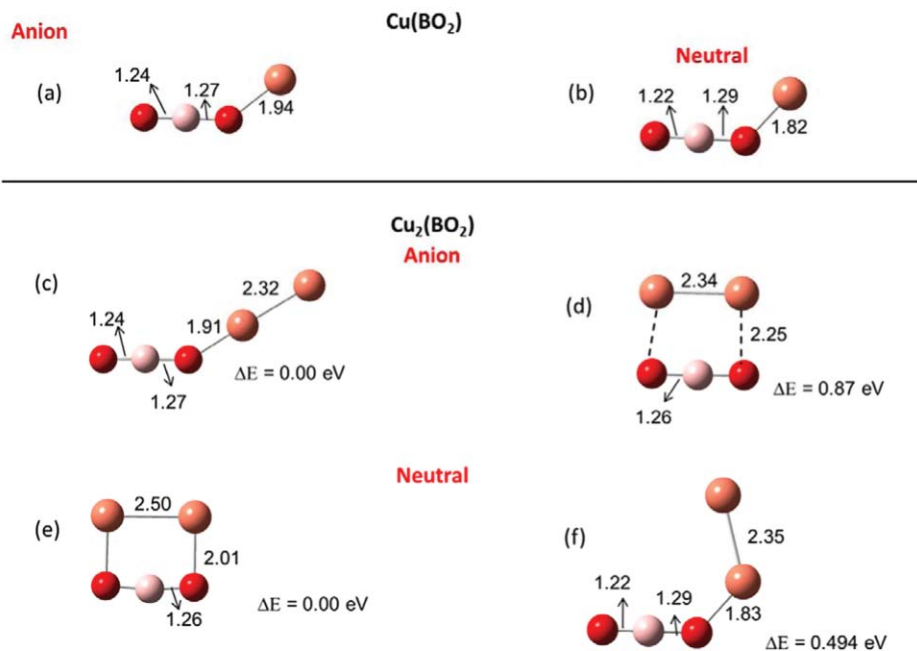 Cu(BO₂)
Anion
Neutral
(a)
1.24
1.27
1.94
(b)
1.22
1.29
1.82
Cu₂(BO₂)
Anion
(c)
1.24
1.91
2.32
1.27
ΔE = 0.00 eV
(d)
2.34
2.25
1.26
ΔE = 0.87 eV
Neutral
(e)
2.50
2.01
1.26
ΔE = 0.00 eV
(f)
2.35
1.22
1.29
1.83
ΔE = 0.494 eV